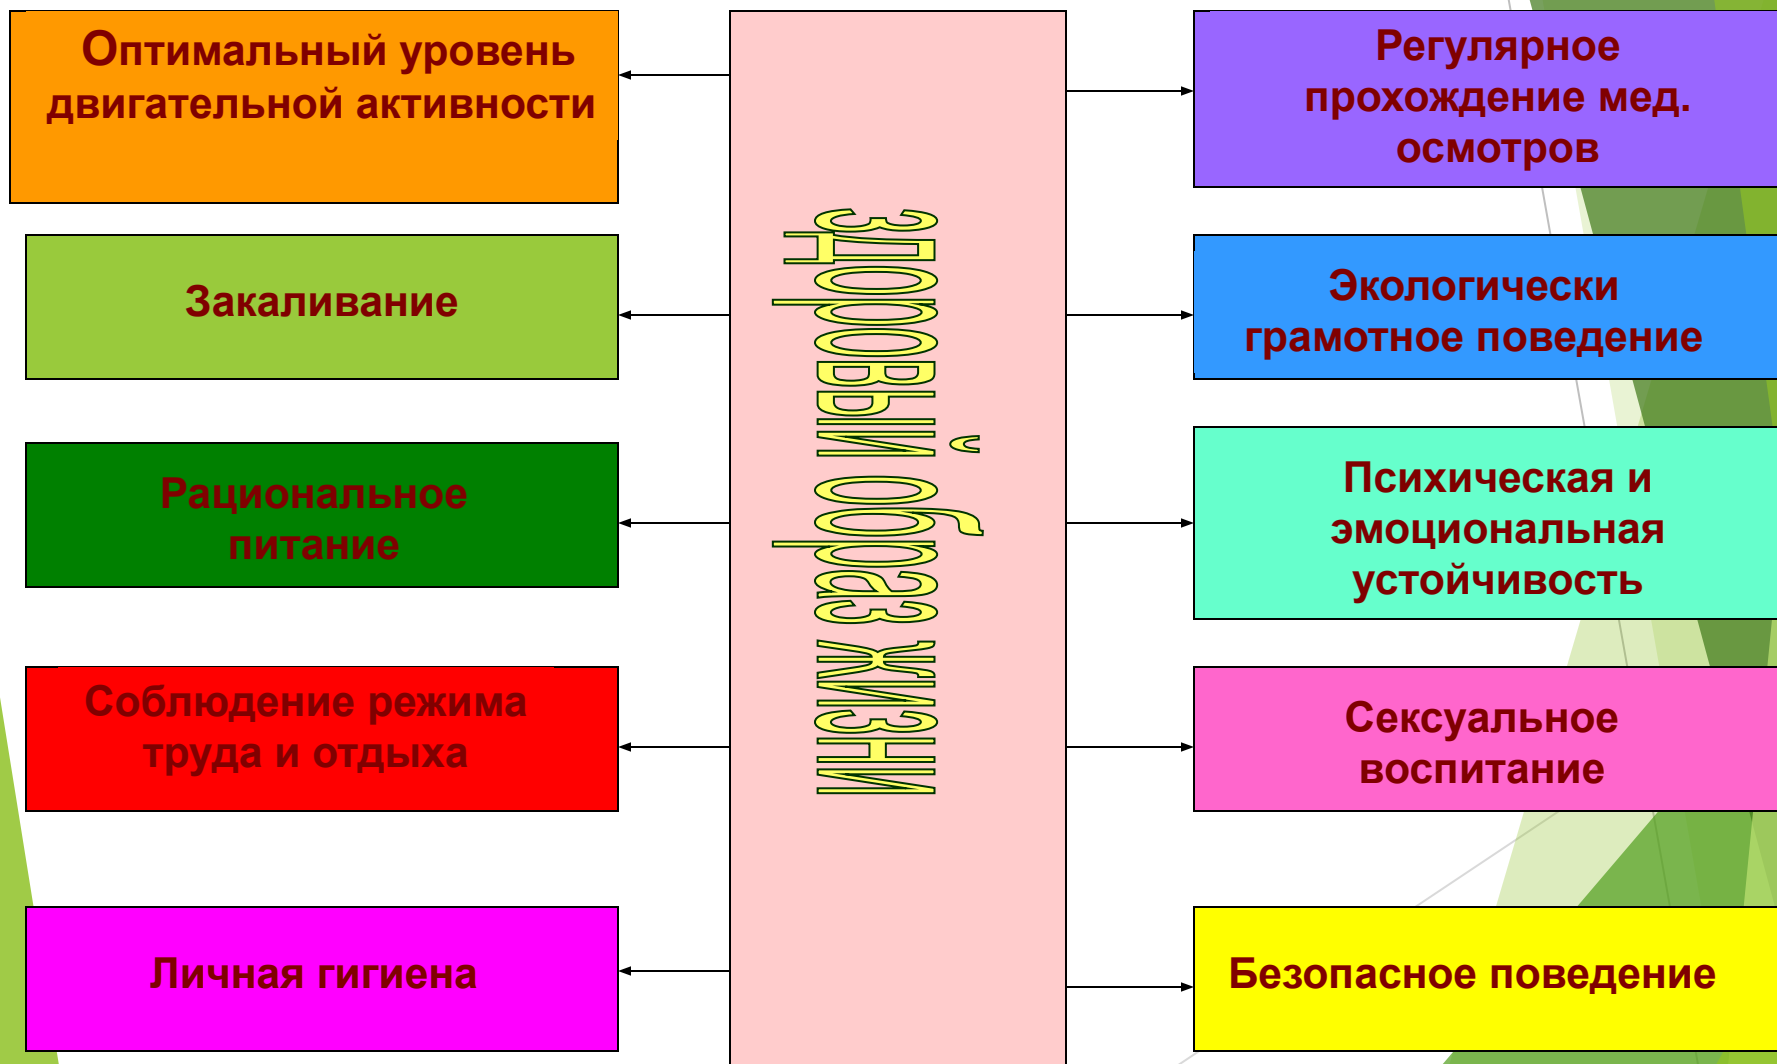 Оптимальный уровень
двигательной активности
Закаливание
Рациональное
питание
Соблюдение режима
труда и отдыха
Личная гигиена
здоровый образ жизни
Регулярное
прохождение мед.
осмотров
Экологически
грамотное поведение
Психическая и
эмоциональная
устойчивость
Сексуальное
воспитание
Безопасное поведение